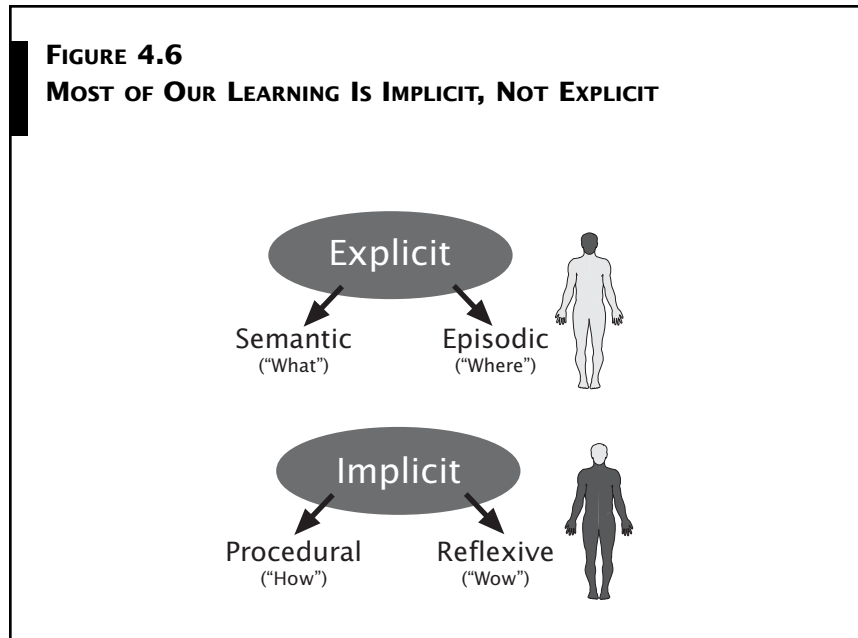 FIGURE 4.6
MOST OF OUR LEARNING IS IMPLICIT, NOT EXPLICIT
Explicit
Semantic Episodic
(“What”) (“Where”)
Implicit
Procedural Reflexive
(“How”) (“Wow”)